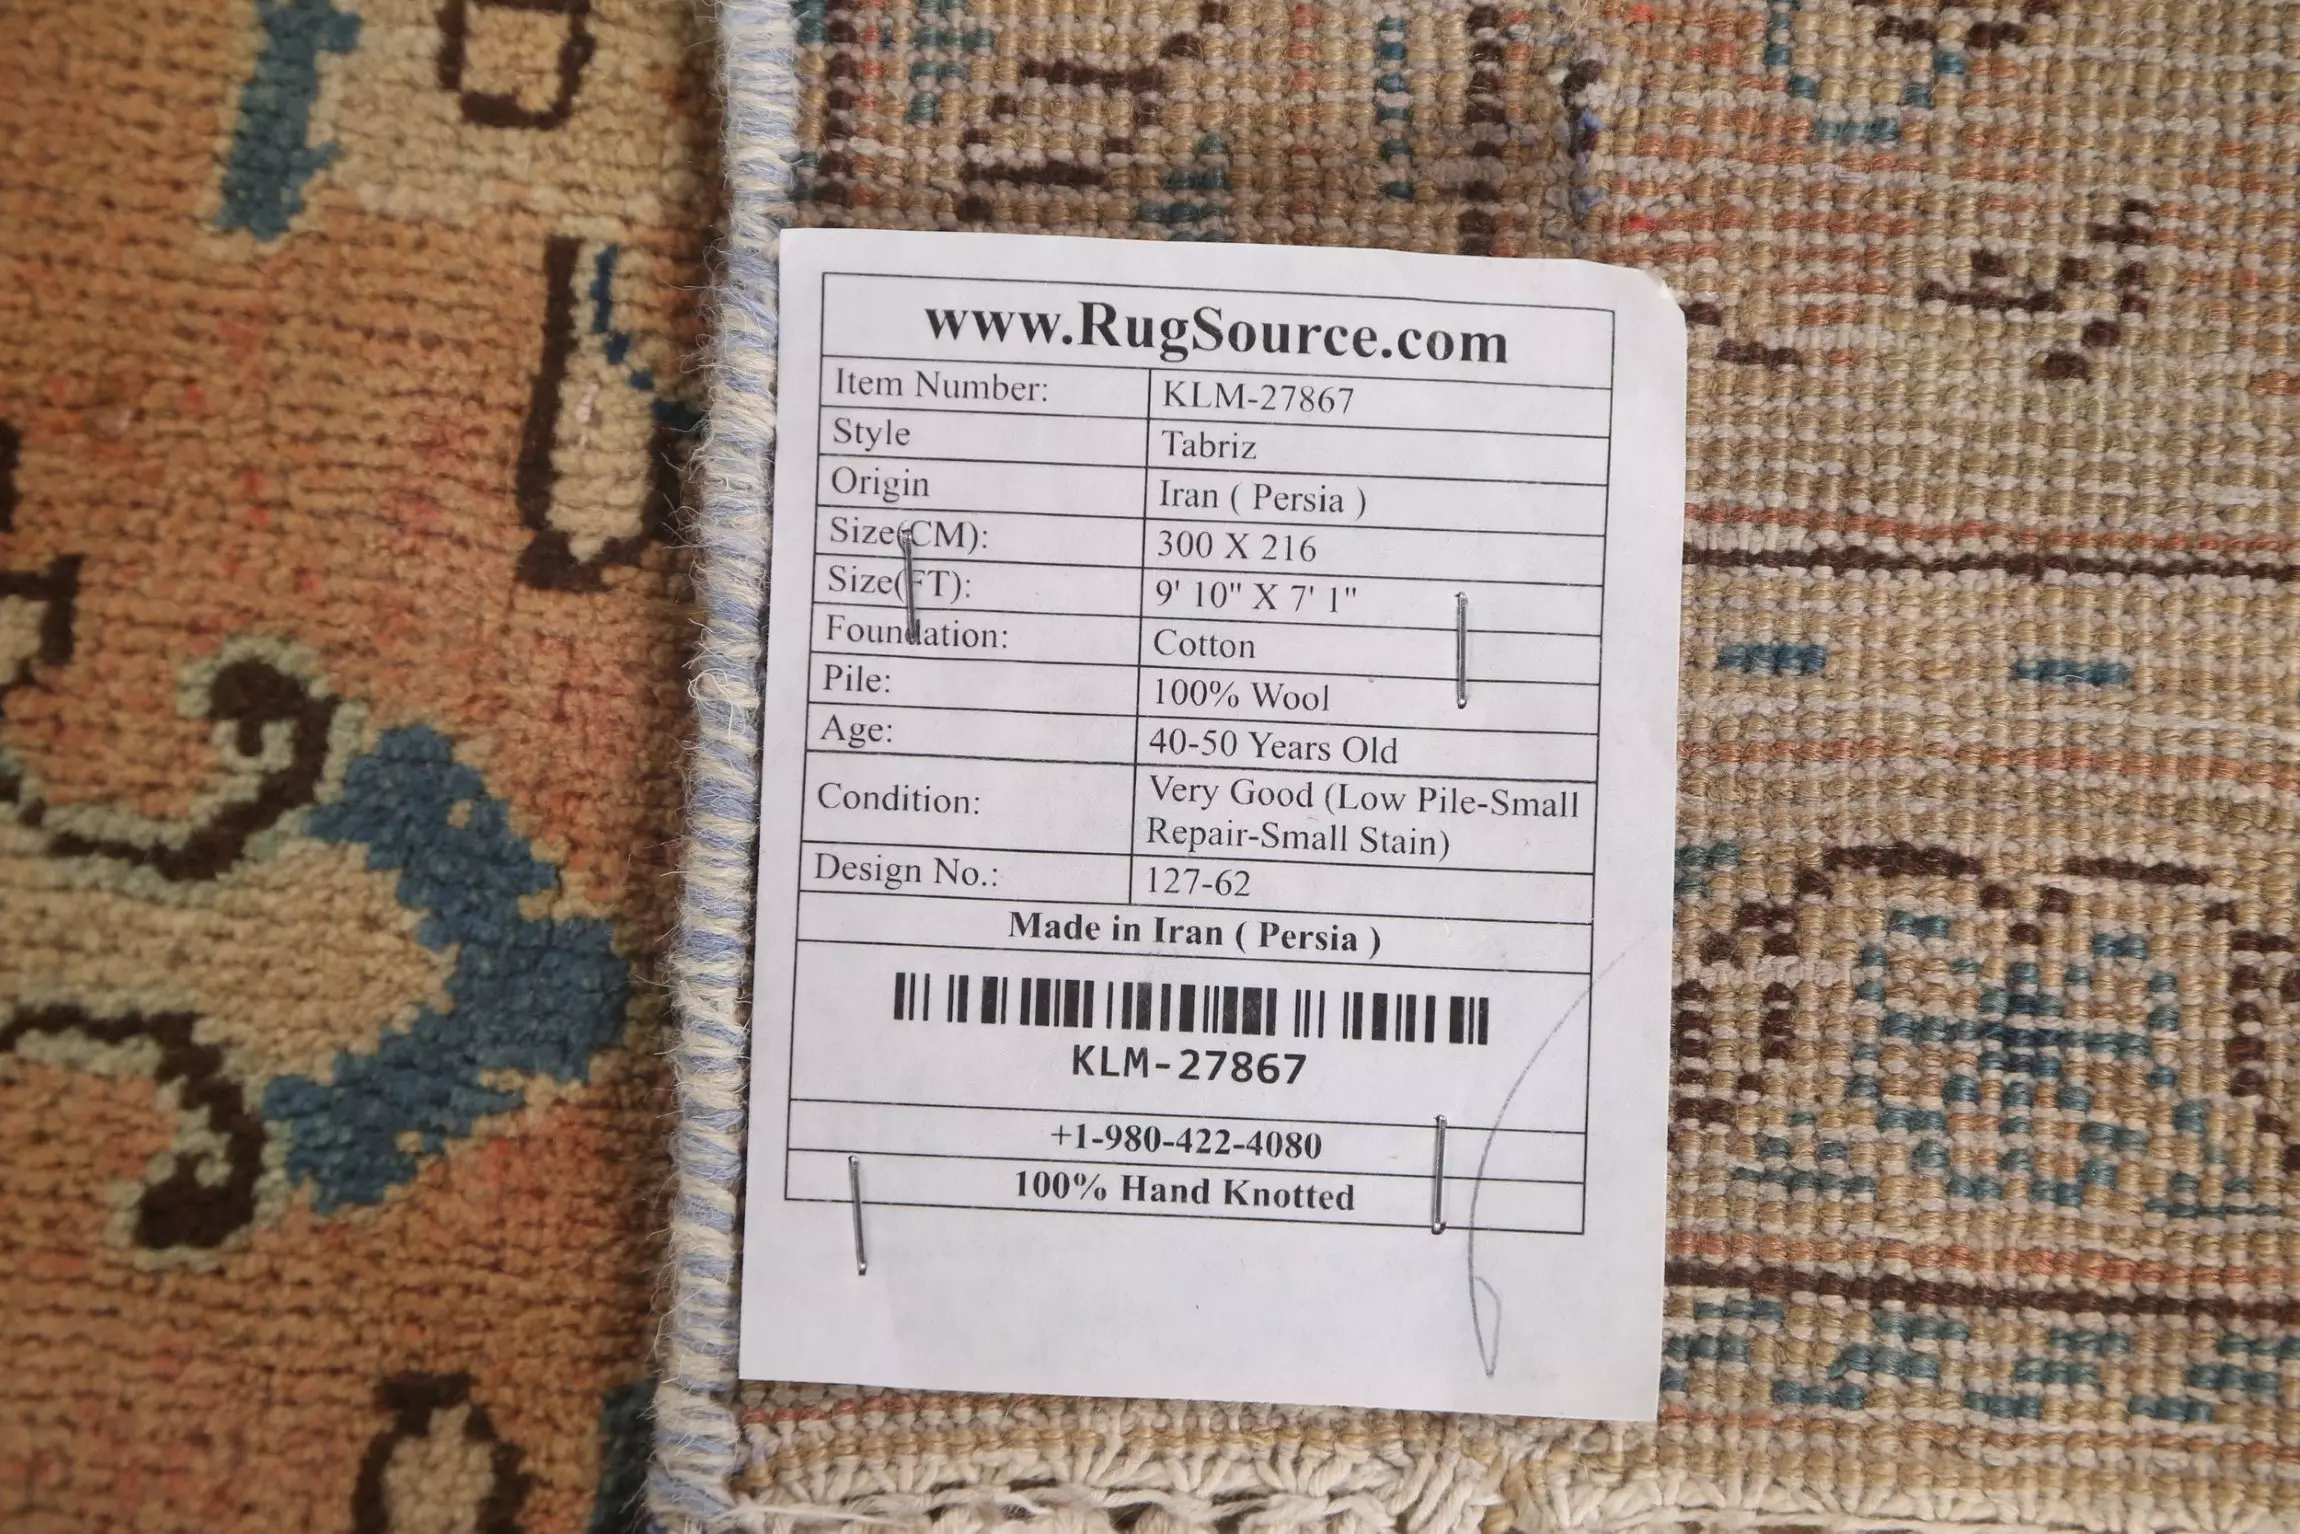 www.RugSource.com
Item Number: KLM-27867
Style Tabriz
Origin Iran ( Persia )
Size(CM): 300 X 216
Size(FT): 9' 10" X 7' 1"
Foundation: Cotton
Pile: 100% Wool
Age: 40-50 Years Old
Condition: Very Good (Low Pile-Small
Repair-Small Stain)
Design No.: 127-62
Made in Iran ( Persia )
KLM-27867
+1-980-422-4080
100% Hand Knotted